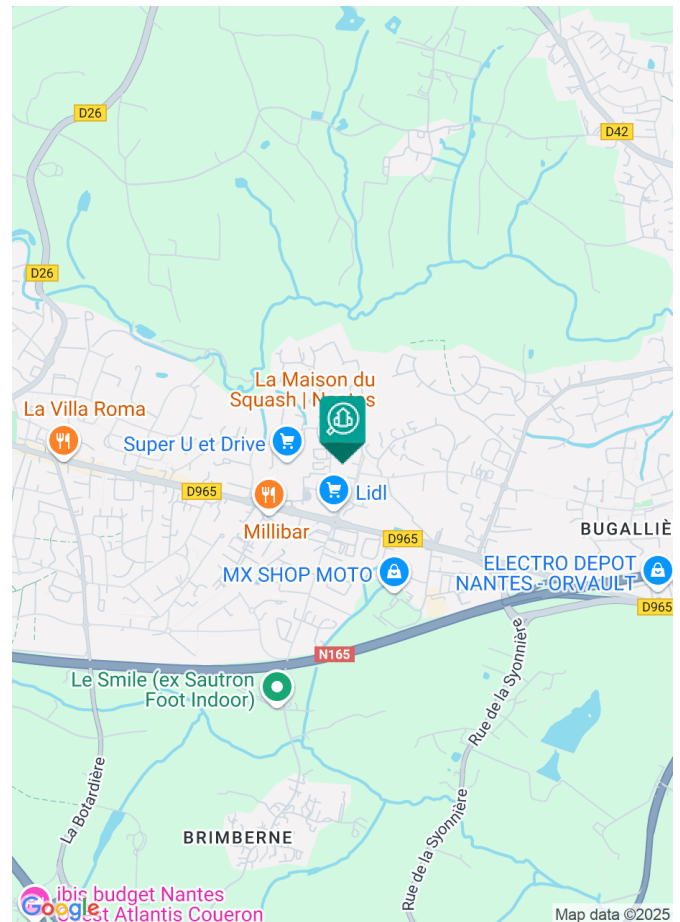 D26
D42
D26
La Maison du
Squash | Nantes
La Villa Roma
Super U et Drive
D965
Lidl
Millibar
D965
BUGALLIÈ
MX SHOP MOTO
ELECTRO DEPOT
NANTES - ORVAULT
D965
N165
Le Smile (ex Sautron
Foot Indoor)
Rue de la Syonnière
La Botardière
Rue de la Syonnière
BRIMBERNE
ibis budget Nantes
Atlantis Coueron
Google
Map data ©2025